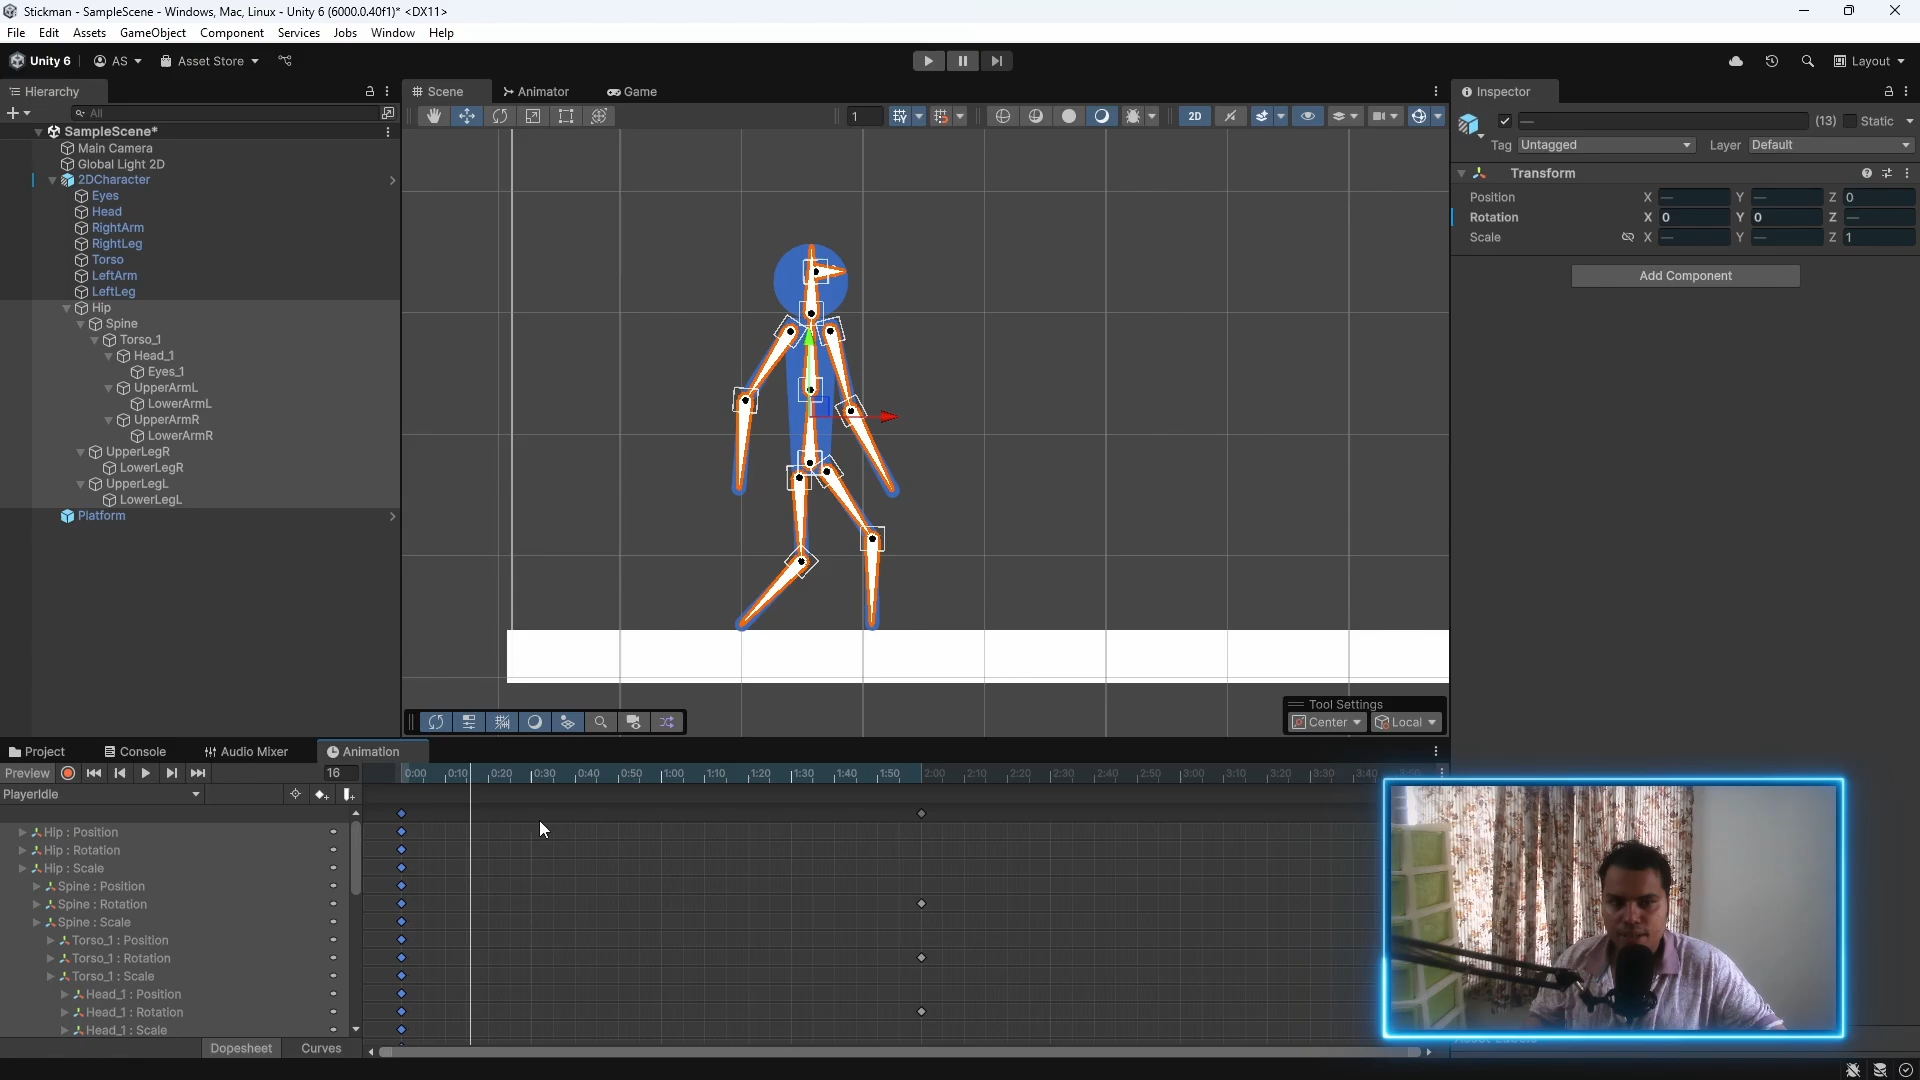 Stickman - SampleScene - Windows, Mac, Linux - Unity 6 (6000.0.40f1)* <DX11>
File Edit Assets GameObject Component Services Jobs Window Help
Unity 6 AS Asset Store Layout
Hierarchy
All
SampleScene*
Main Camera
Global Light 2D
2DCharacter
Eyes
Head
RightArm
RightLeg
Torso
LeftArm
LeftLeg
Hip
Spine
Torso_1
Head_1
Eyes_1
UpperArmL
LowerArmL
UpperArmR
LowerArmR
UpperLegR
LowerLegR
UpperLegL
LowerLegL
Platform
Scene Animator Game
1 2D
Tool Settings
Center Local
Inspector
— (13) Static
Tag Untagged Layer Default
Transform
Position X — Y — Z 0
Rotation X 0 Y 0 Z —
Scale X — Y — Z 1
Add Component
Project Console Audio Mixer Animation
Preview 16
0:00 0:10 0:20 0:30 0:40 0:50 1:00 1:10 1:20 1:30 1:40 1:50 2:00 2:10 2:20 2:30 2:40 2:50 3:00 3:10 3:20 3:30 3:40
PlayerIdle
Hip : Position
Hip : Rotation
Hip : Scale
Spine : Position
Spine : Rotation
Spine : Scale
Torso_1 : Position
Torso_1 : Rotation
Torso_1 : Scale
Head_1 : Position
Head_1 : Rotation
Head_1 : Scale
Dopesheet Curves